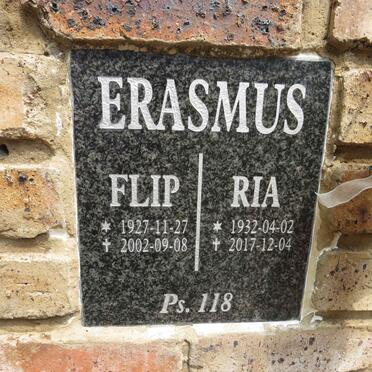 ERASMUS
FLIP RIA
* 1927-11-27 * 1932-04-02
✝ 2002-09-08 ✝ 2017-12-04
Ps. 118